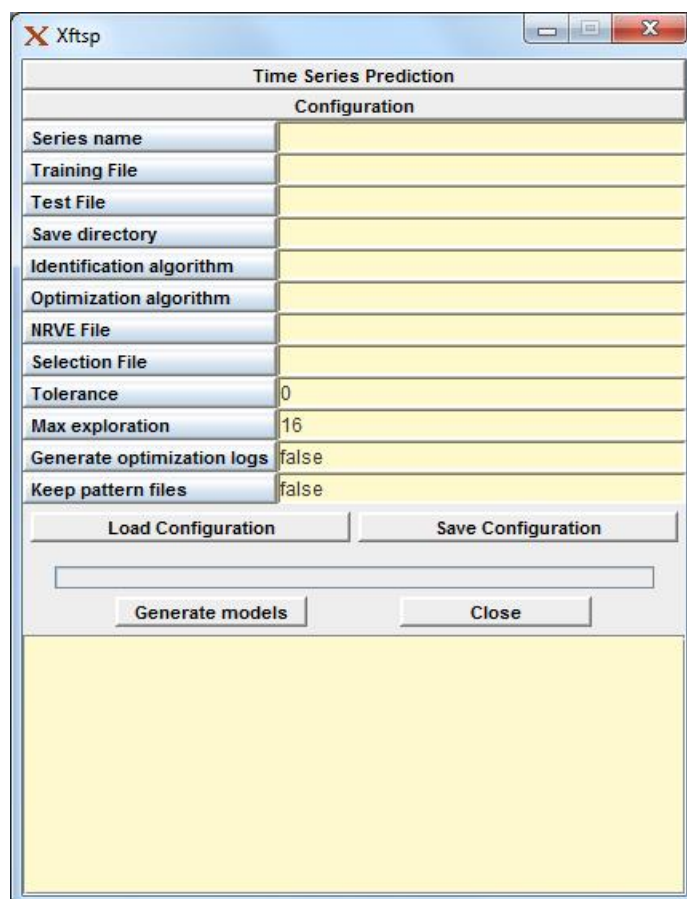 Xftsp
Time Series Prediction
Configuration
Series name
Training File
Test File
Save directory
Identification algorithm
Optimization algorithm
NRVE File
Selection File
Tolerance 0
Max exploration 16
Generate optimization logs false
Keep pattern files false
Load Configuration Save Configuration
Generate models Close